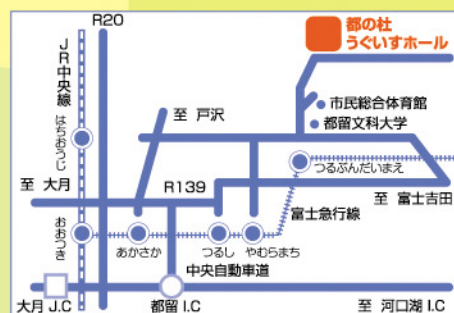 R20
都の杜
うぐいすホール
JR中央線
はちおうじ
市民総合体育館
都留文科大学
至 戸沢
つるぶんだいまえ
至 大月
R139
至 富士吉田
富士急行線
おおつき
あかさか
つるし
やむらまち
中央自動車道
大月 J.C
都留 I.C
至 河口湖 I.C